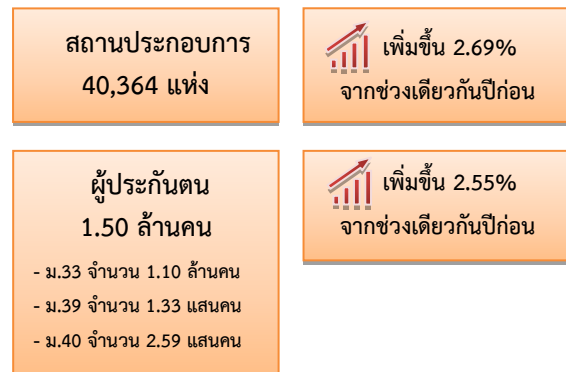 สถานประกอบการ
40,364 แห่ง
เพิ่มขึ้น 2.69%
จากช่วงเดียวกันปีก่อน
ผู้ประกันตน
1.50 ล้านคน
- ม.33 จำนวน 1.10 ล้านคน
- ม.39 จำนวน 1.33 แสนคน
- ม.40 จำนวน 2.59 แสนคน
เพิ่มขึ้น 2.55%
จากช่วงเดียวกันปีก่อน